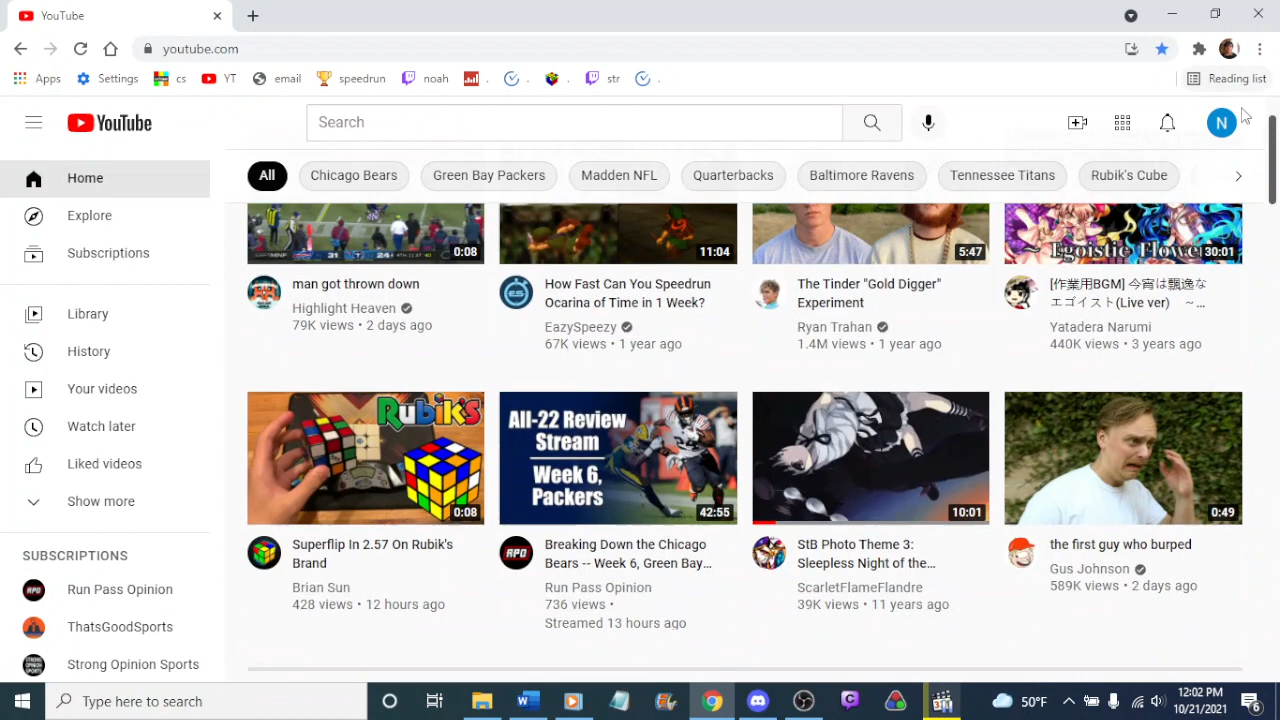 YouTube
youtube.com
Apps Settings cs YT email speedrun noah . . . str . Reading list
YouTube
Search
N
All Chicago Bears Green Bay Packers Madden NFL Quarterbacks Baltimore Ravens Tennessee Titans Rubik's Cube
Home
Explore
Subscriptions
Library
History
Your videos
Watch later
Liked videos
Show more
SUBSCRIPTIONS
Run Pass Opinion
ThatsGoodSports
Strong Opinion Sports
31 24
0:08
man got thrown down
Highlight Heaven
79K views • 2 days ago
11:04
How Fast Can You Speedrun
Ocarina of Time in 1 Week?
EazySpeezy
67K views • 1 year ago
5:47
The Tinder "Gold Digger"
Experiment
Ryan Trahan
1.4M views • 1 year ago
~ Egoistic Flowers
30:01
[作業用BGM] 今宵は飄逸な
エゴイスト(Live ver) ～...
Yatadera Narumi
440K views • 3 years ago
RUBIK'S
0:08
Superflip In 2.57 On Rubik's
Brand
Brian Sun
428 views • 12 hours ago
All-22 Review
Stream
Week 6,
Packers
42:55
RPO
Breaking Down the Chicago
Bears -- Week 6, Green Bay...
Run Pass Opinion
736 views •
Streamed 13 hours ago
10:01
StB Photo Theme 3:
Sleepless Night of the...
ScarletFlameFlandre
39K views • 11 years ago
0:49
the first guy who burped
Gus Johnson
589K views • 2 days ago
Type here to search
50°F
12:02 PM
10/21/2021
6